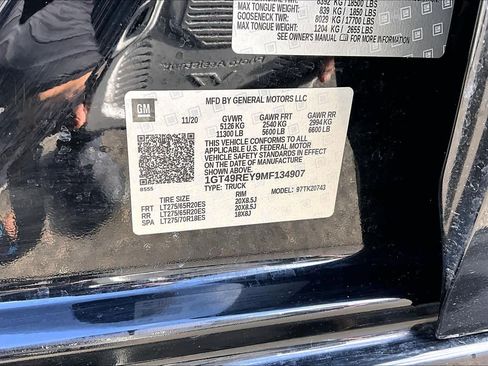 8392 KG / 18500 LBS
MAX TONGUE WEIGHT: 839 KG / 1850 LBS
GOOSENECK TWR: 8029 KG / 17700 LBS
MAX TONGUE WEIGHT: 1204 KG / 2655 LBS
SEE OWNER'S MANUAL FOR MORE INFORMATION
GM
MFD BY GENERAL MOTORS LLC
11/20 GVWR GAWR FRT GAWR RR
5126 KG 2540 KG 2994 KG
11300 LB 5600 LB 6600 LB
THIS VEHICLE CONFORMS TO ALL
APPLICABLE U.S. FEDERAL MOTOR
VEHICLE SAFETY STANDARDS IN EFFECT
ON THE DATE OF MANUFACTURE
SHOWN ABOVE.
1GT49REY9MF134907
TYPE: TRUCK 97TK20743
8555
TIRE SIZE RIM
FRT LT275/65R20ES 20X8.5J
RR LT275/65R20ES 20X8.5J
SPA LT275/70R18ES 18X8J